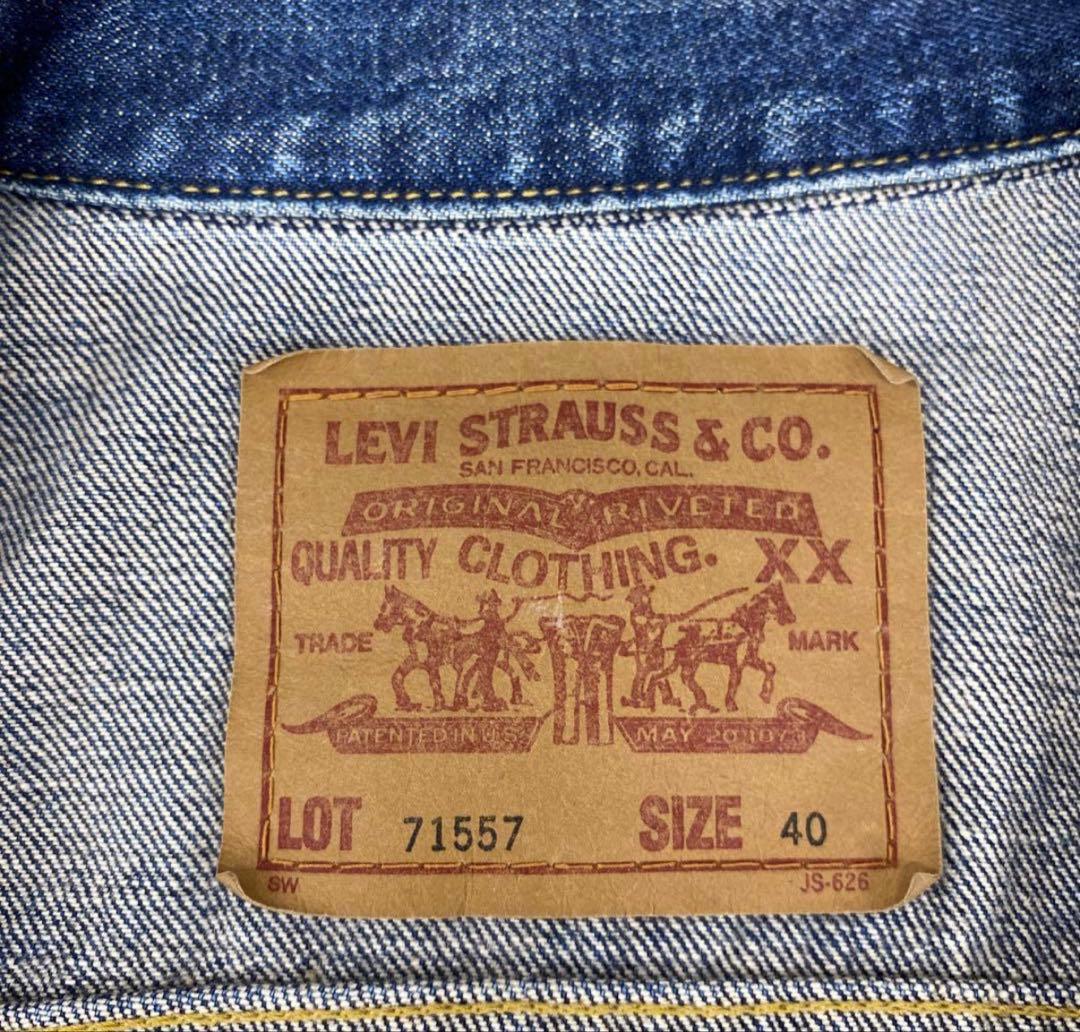 LEVI STRAUSS & CO.
SAN FRANCISCO, CAL.
ORIGINAL RIVETED
QUALITY CLOTHING. XX
TRADE MARK
PATENTED IN U.S. MAY 20 1873
LOT 71557 SIZE 40
SW JS-626